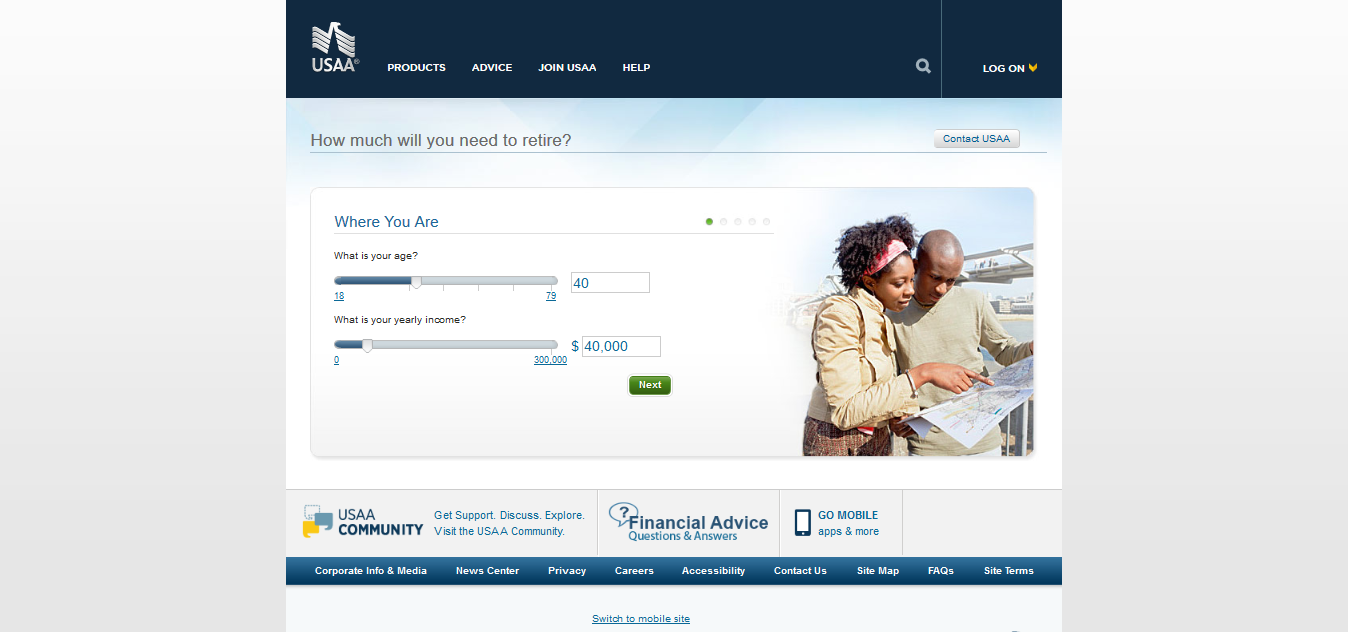 USAA®
PRODUCTS ADVICE JOIN USAA HELP
LOG ON
How much will you need to retire?
Contact USAA
Where You Are
What is your age?
40
18 79
What is your yearly income?
$ 40,000
0 300,000
Next
USAA
COMMUNITY
Get Support. Discuss. Explore.
Visit the USAA Community.
?
Financial Advice
Questions & Answers
GO MOBILE
apps & more
Corporate Info & Media News Center Privacy Careers Accessibility Contact Us Site Map FAQs Site Terms
Switch to mobile site